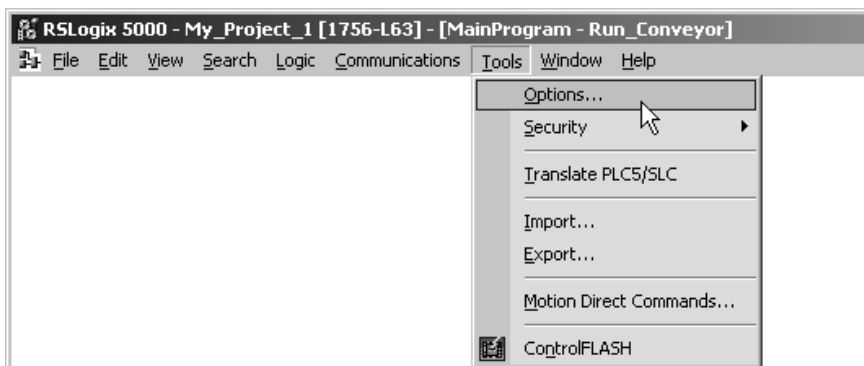 RSLogix 5000 - My_Project_1 [1756-L63] - [MainProgram - Run_Conveyor]
File Edit View Search Logic Communications Tools Window Help
Options...
Security
Translate PLC5/SLC
Import...
Export...
Motion Direct Commands...
ControlFLASH